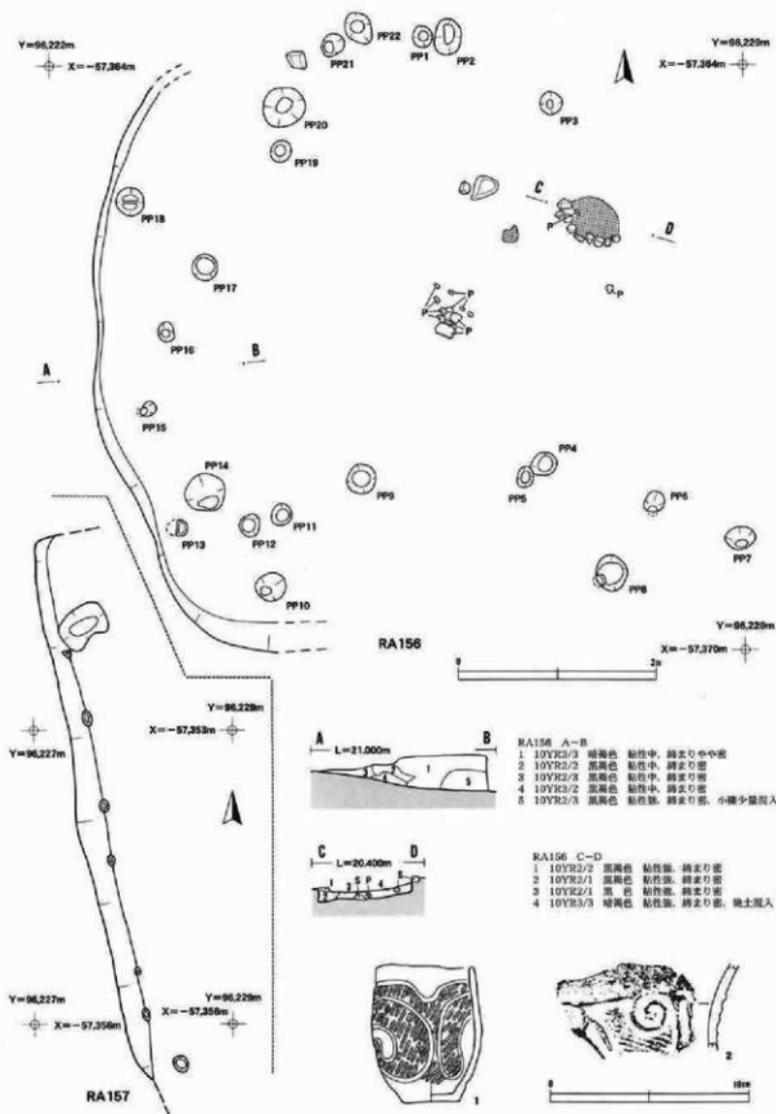 Y=96,222m
X=-57,364m
PP22
PP21
PP1
PP2
Y=96,229m
X=-57,364m
PP3
PP20
PP19
C
D
P
PP18
PP17
P
P
P
P
P
PP16
B
A
PP15
PP14
PP13
PP12
PP11
PP9
PP4
PP5
PP6
PP7
PP8
PP10
RA156
Y=96,229m
X=-57,370m
0 2m
Y=96,229m
X=-57,353m
Y=96,227m
Y=96,227m
X=-57,356m
Y=96,229m
X=-57,356m
RA157
A L=21.000m B
1
5
4
RA156 A-B
1 10YR3/3 暗褐色 粘性中、締まりやや密
2 10YR2/2 黒褐色 粘性中、締まり密
3 10YR2/3 黒褐色 粘性中、締まり密
4 10YR3/2 黒褐色 粘性中、締まり密
5 10YR2/3 黒褐色 粘性強、締まり密、小礫少量混入
C D
L=20.400m
1 2 S P 4 S
3
RA156 C-D
1 10YR2/2 黒褐色 粘性強、締まり密
2 10YR2/1 黒褐色 粘性強、締まり密
3 10YR2/1 黒色 粘性強、締まり密
4 10YR3/3 暗褐色 粘性強、締まり密、焼土混入
1
2
0 10cm